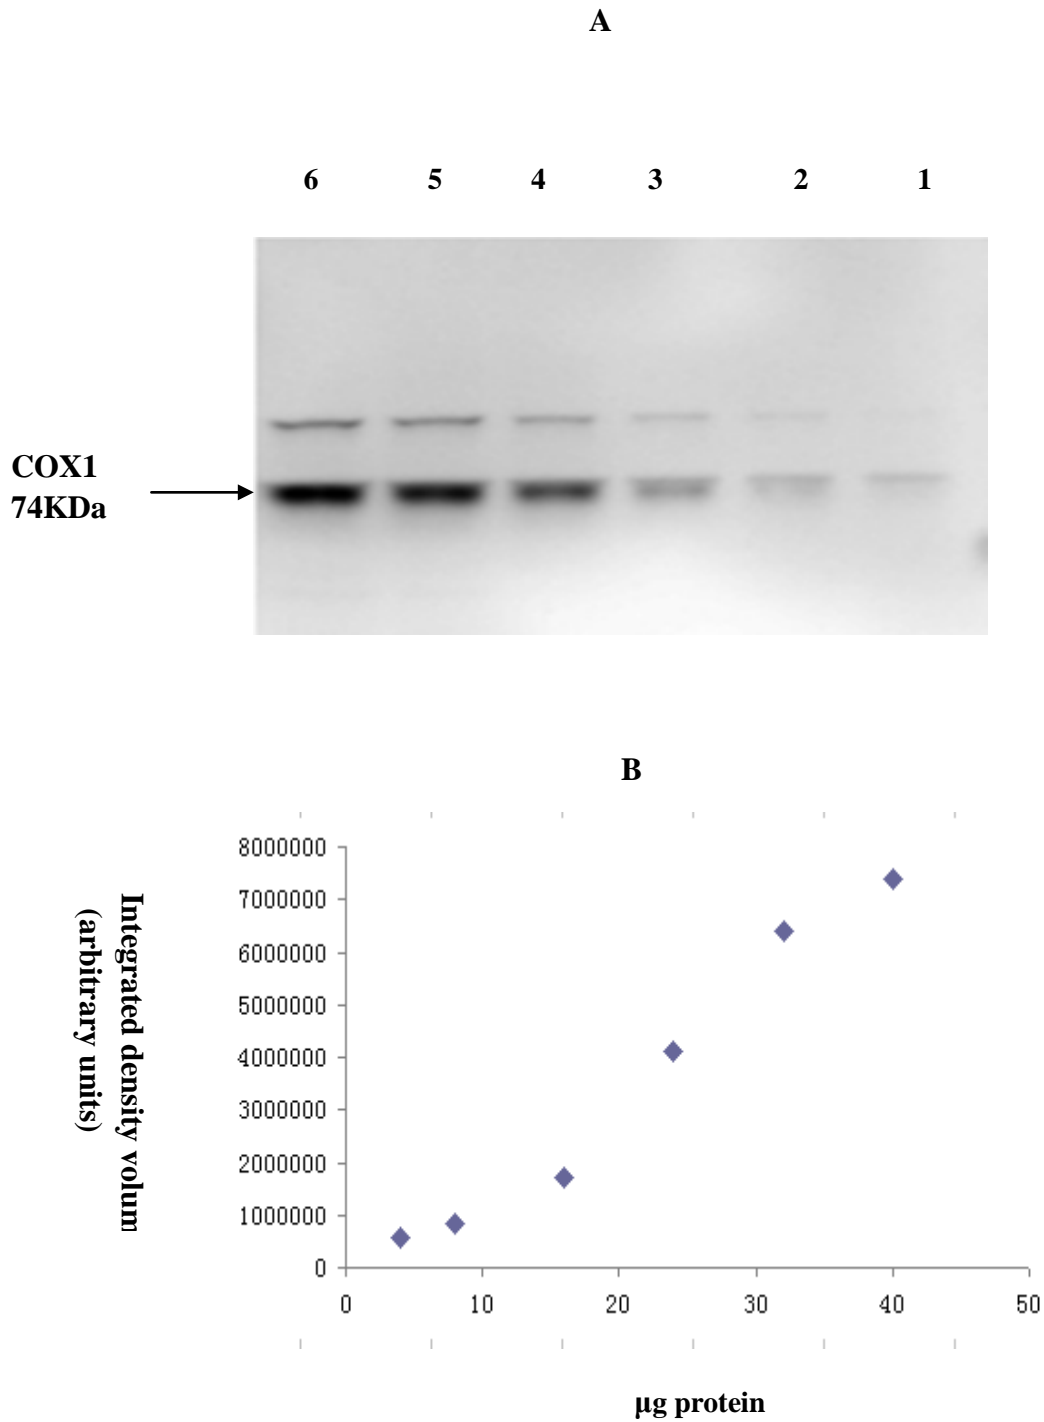 A
6 5 4 3 2 1
COX1
74KDa
B
Integrated density volum
(arbitrary units)
8000000
7000000
6000000
5000000
4000000
3000000
2000000
1000000
0
0 10 20 30 40 50
µg protein